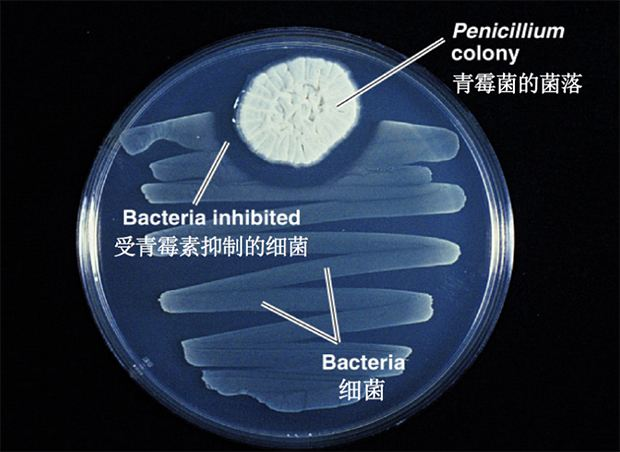 Penicillium
colony
青霉菌的菌落
Bacteria inhibited
受青霉素抑制的细菌
Bacteria
细菌